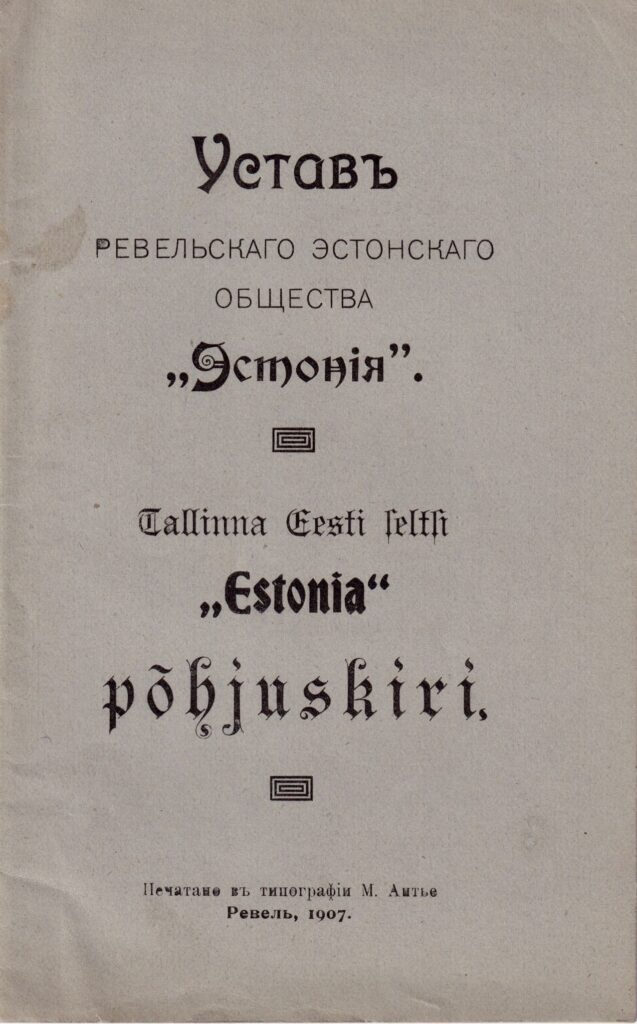 Уставъ
РЕВЕЛЬСКАГО ЭСТОНСКАГО
ОБЩЕСТВА
„Эстонія”.
Tallinna Eesti ſeltſi
„Estonia“
põhjuskiri.
Печатано въ типографіи М. Антье
Ревель, 1907.